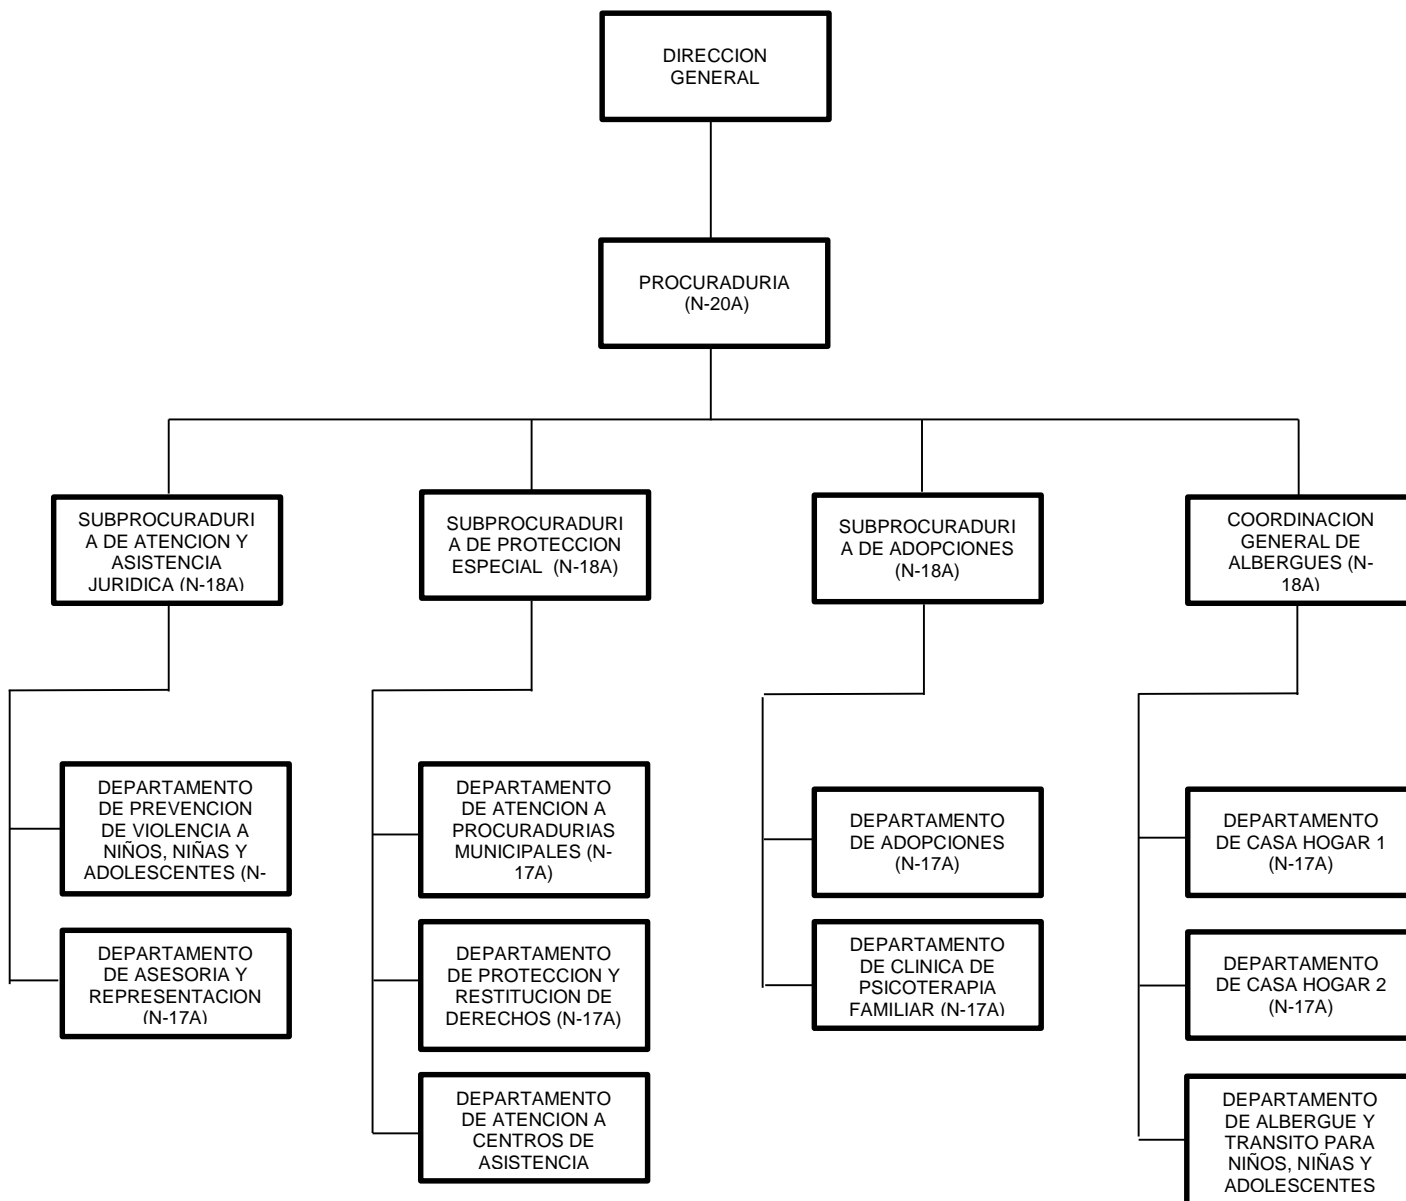 DIRECCION
GENERAL
PROCURADURIA
(N-20A)
SUBPROCURADURI
A DE ATENCION Y
ASISTENCIA
JURIDICA (N-18A)
SUBPROCURADURI
A DE PROTECCION
ESPECIAL (N-18A)
SUBPROCURADURI
A DE ADOPCIONES
(N-18A)
COORDINACION
GENERAL DE
ALBERGUES (N-
18A)
DEPARTAMENTO
DE PREVENCION
DE VIOLENCIA A
NIÑOS, NIÑAS Y
ADOLESCENTES (N-
DEPARTAMENTO
DE ASESORIA Y
REPRESENTACION
(N-17A)
DEPARTAMENTO
DE ATENCION A
PROCURADURIAS
MUNICIPALES (N-
17A)
DEPARTAMENTO
DE PROTECCION Y
RESTITUCION DE
DERECHOS (N-17A)
DEPARTAMENTO
DE ATENCION A
CENTROS DE
ASISTENCIA
DEPARTAMENTO
DE ADOPCIONES
(N-17A)
DEPARTAMENTO
DE CLINICA DE
PSICOTERAPIA
FAMILIAR (N-17A)
DEPARTAMENTO
DE CASA HOGAR 1
(N-17A)
DEPARTAMENTO
DE CASA HOGAR 2
(N-17A)
DEPARTAMENTO
DE ALBERGUE Y
TRANSITO PARA
NIÑOS, NIÑAS Y
ADOLESCENTES